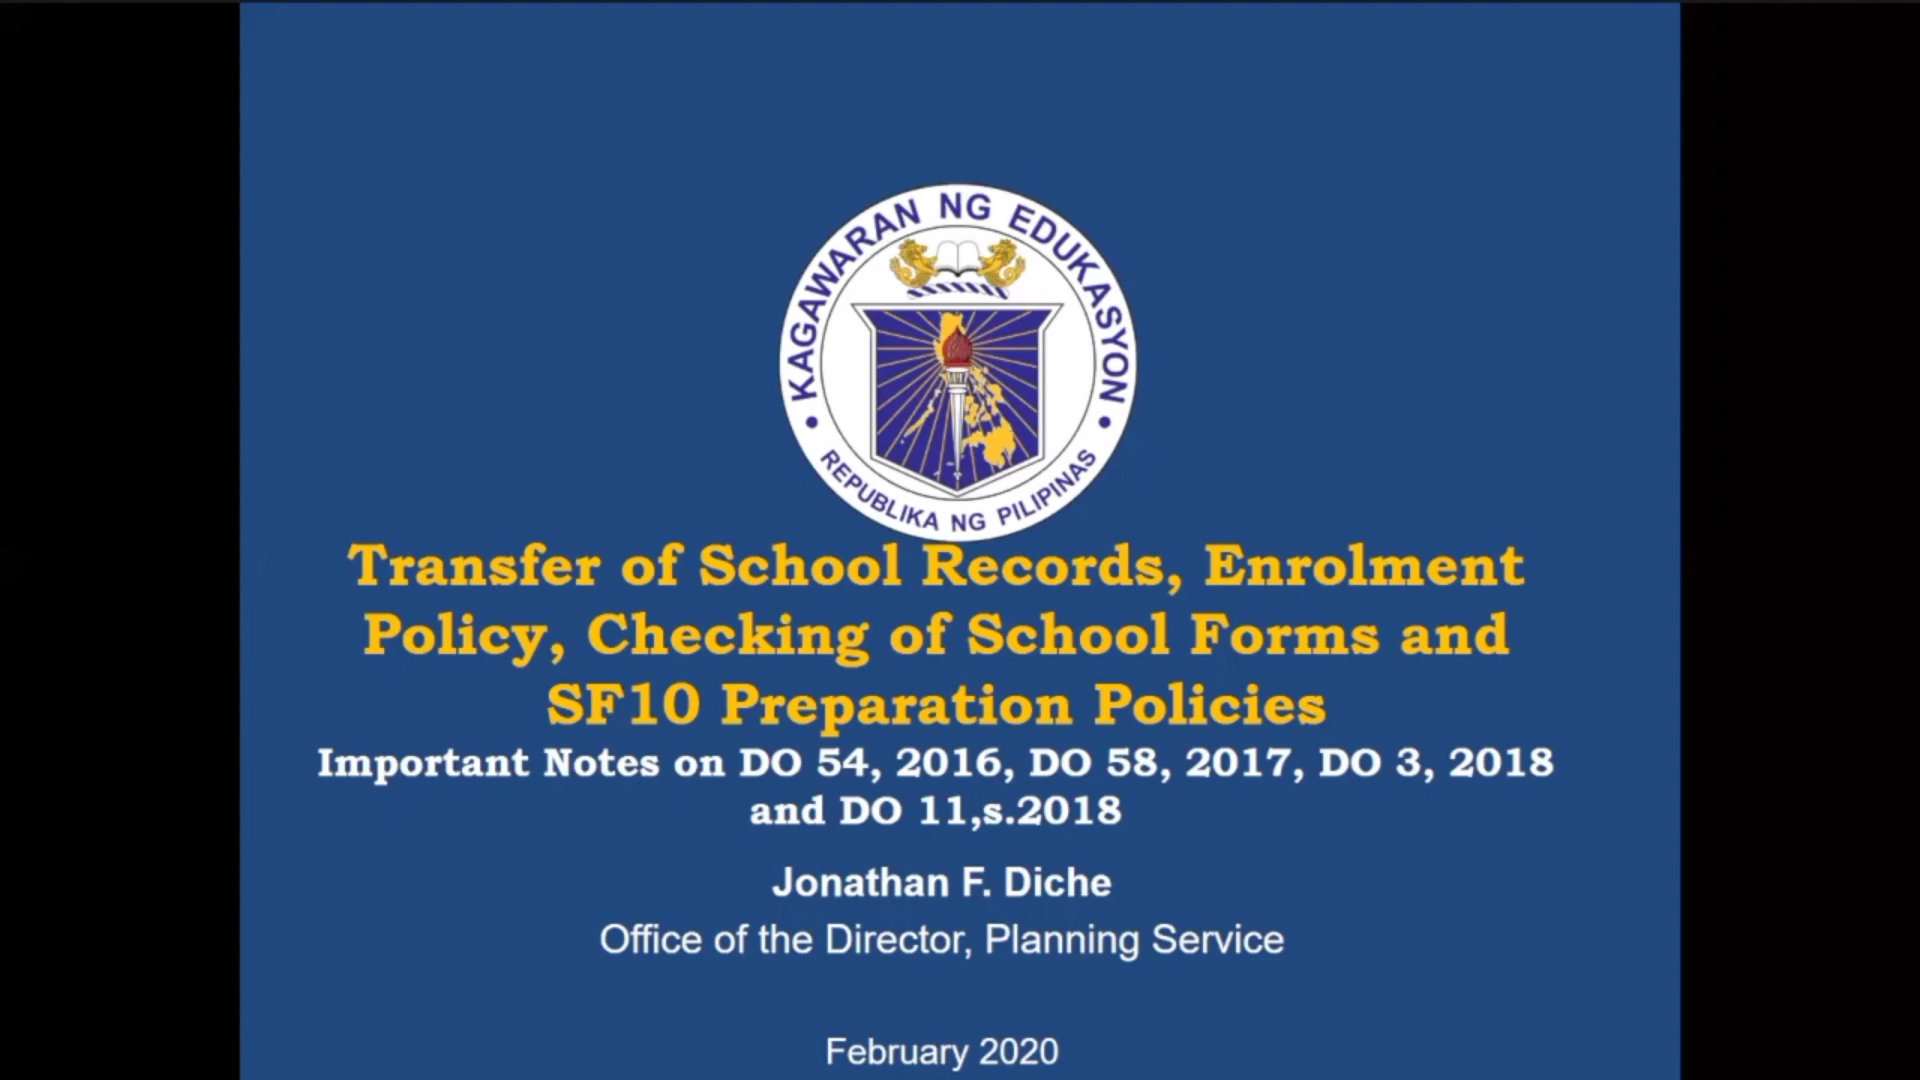 KAGAWARAN NG EDUKASYON
REPUBLIKA NG PILIPINAS
Transfer of School Records, Enrolment
Policy, Checking of School Forms and
SF10 Preparation Policies
Important Notes on DO 54, 2016, DO 58, 2017, DO 3, 2018
and DO 11,s.2018
Jonathan F. Diche
Office of the Director, Planning Service
February 2020